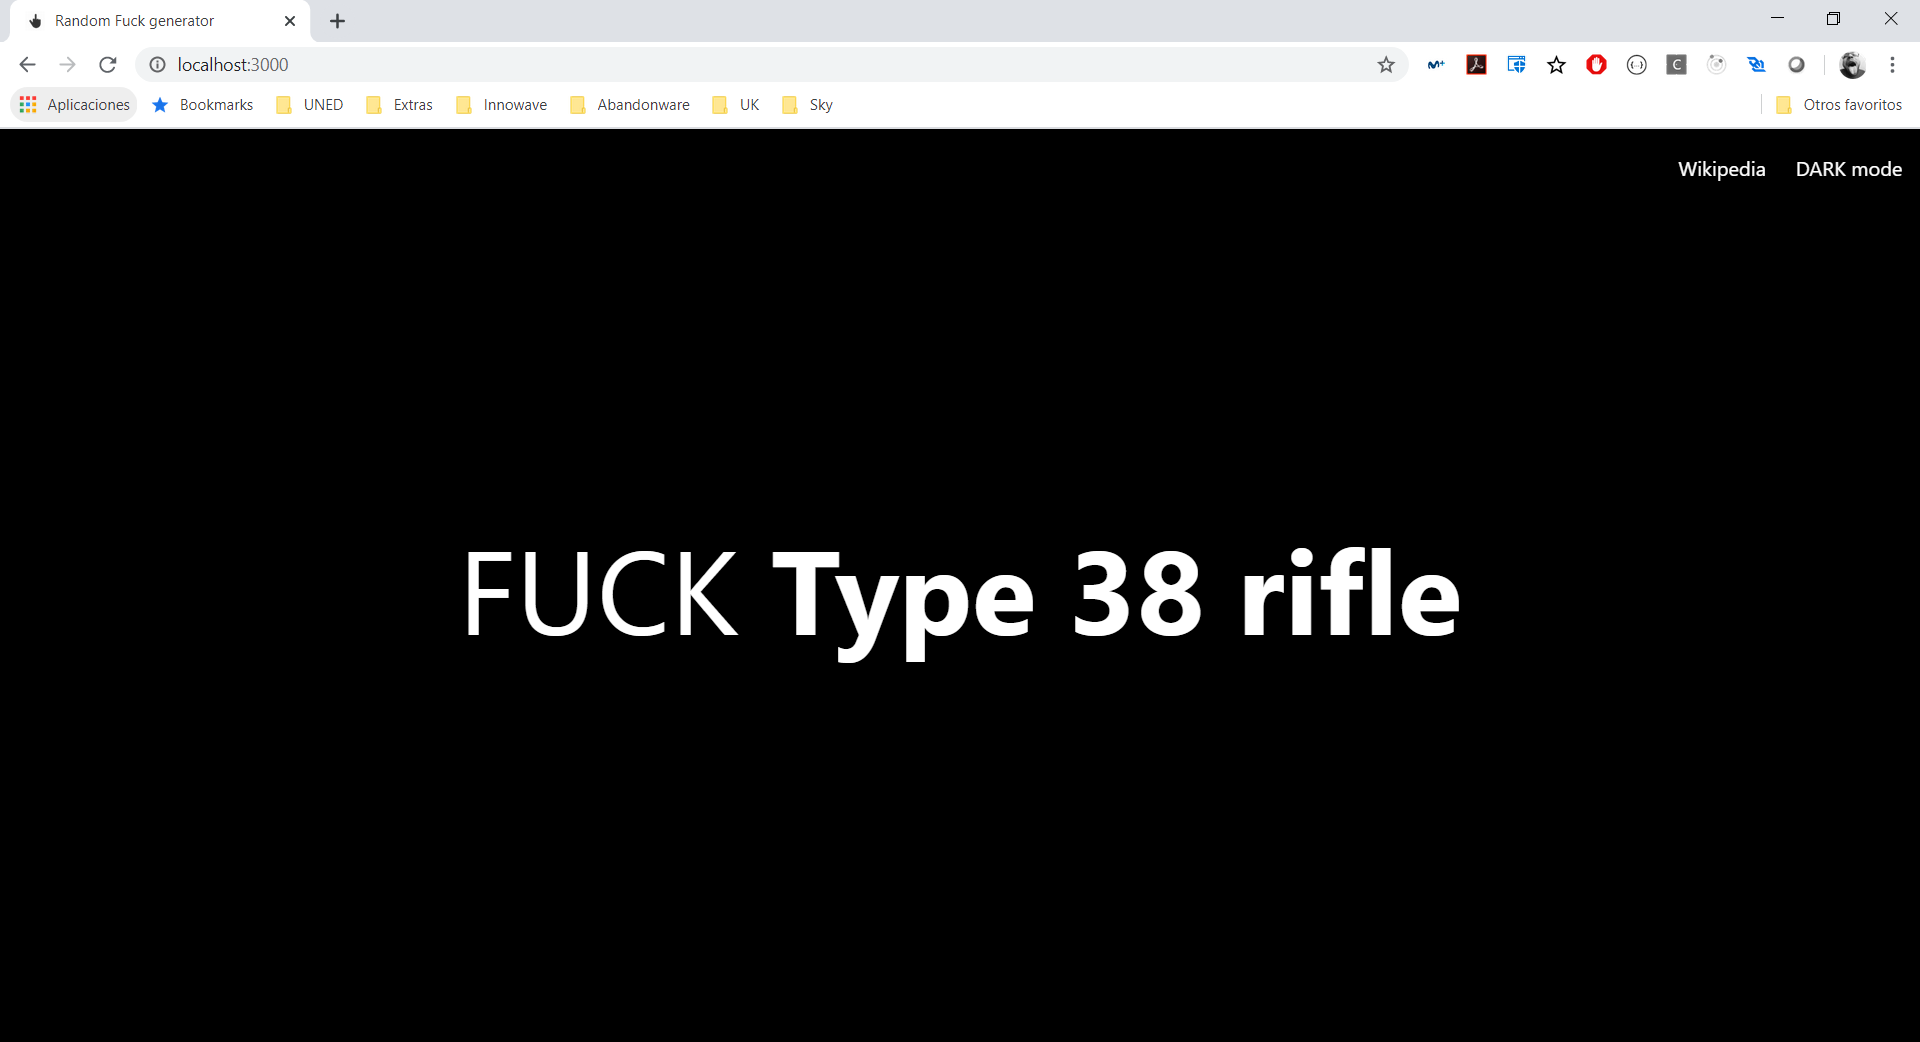 Random Fuck generator
localhost:3000
Aplicaciones Bookmarks UNED Extras Innowave Abandonware UK Sky Otros favoritos
Wikipedia DARK mode
FUCK Type 38 rifle